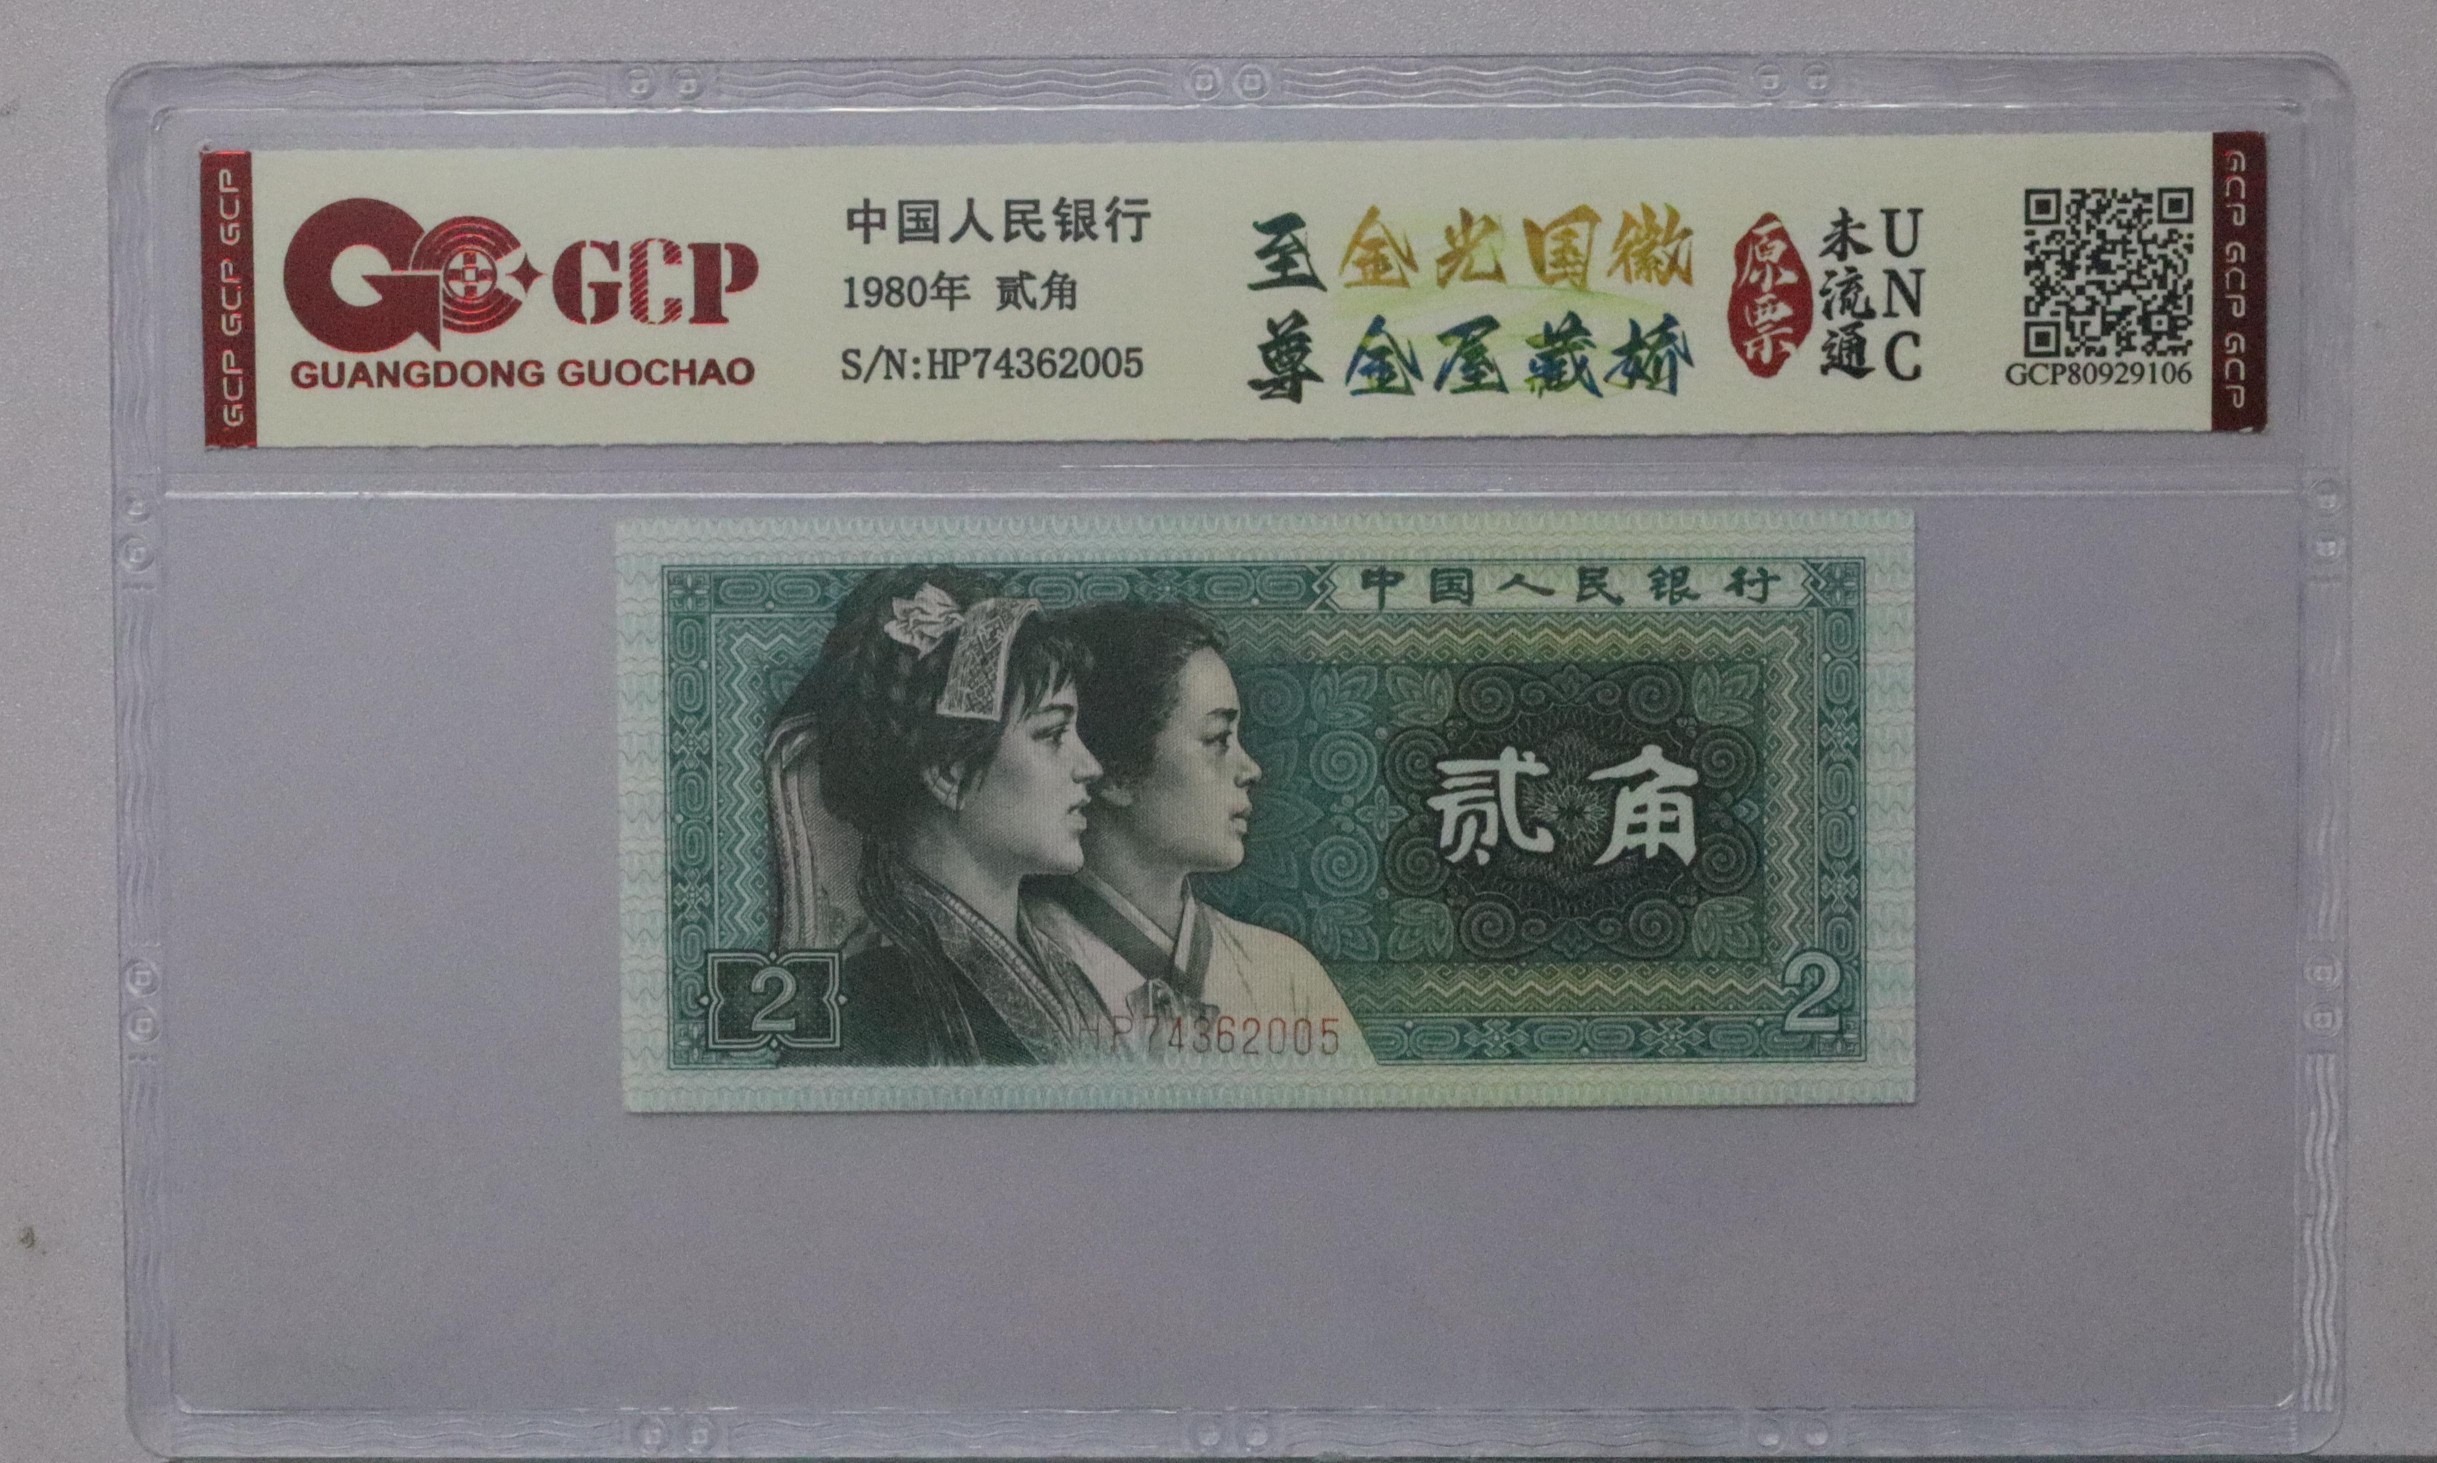 GCP GCP GCP GCP
GCP
GUANGDONG GUOCHAO
中国人民银行
1980年 贰角
S/N:HP74362005
至尊
金光国徽
金屋藏娇
原票
未流通
UNC
GCP80929106
GCP GCP GCP GCP
中国人民银行
贰角
2
2
HP74362005